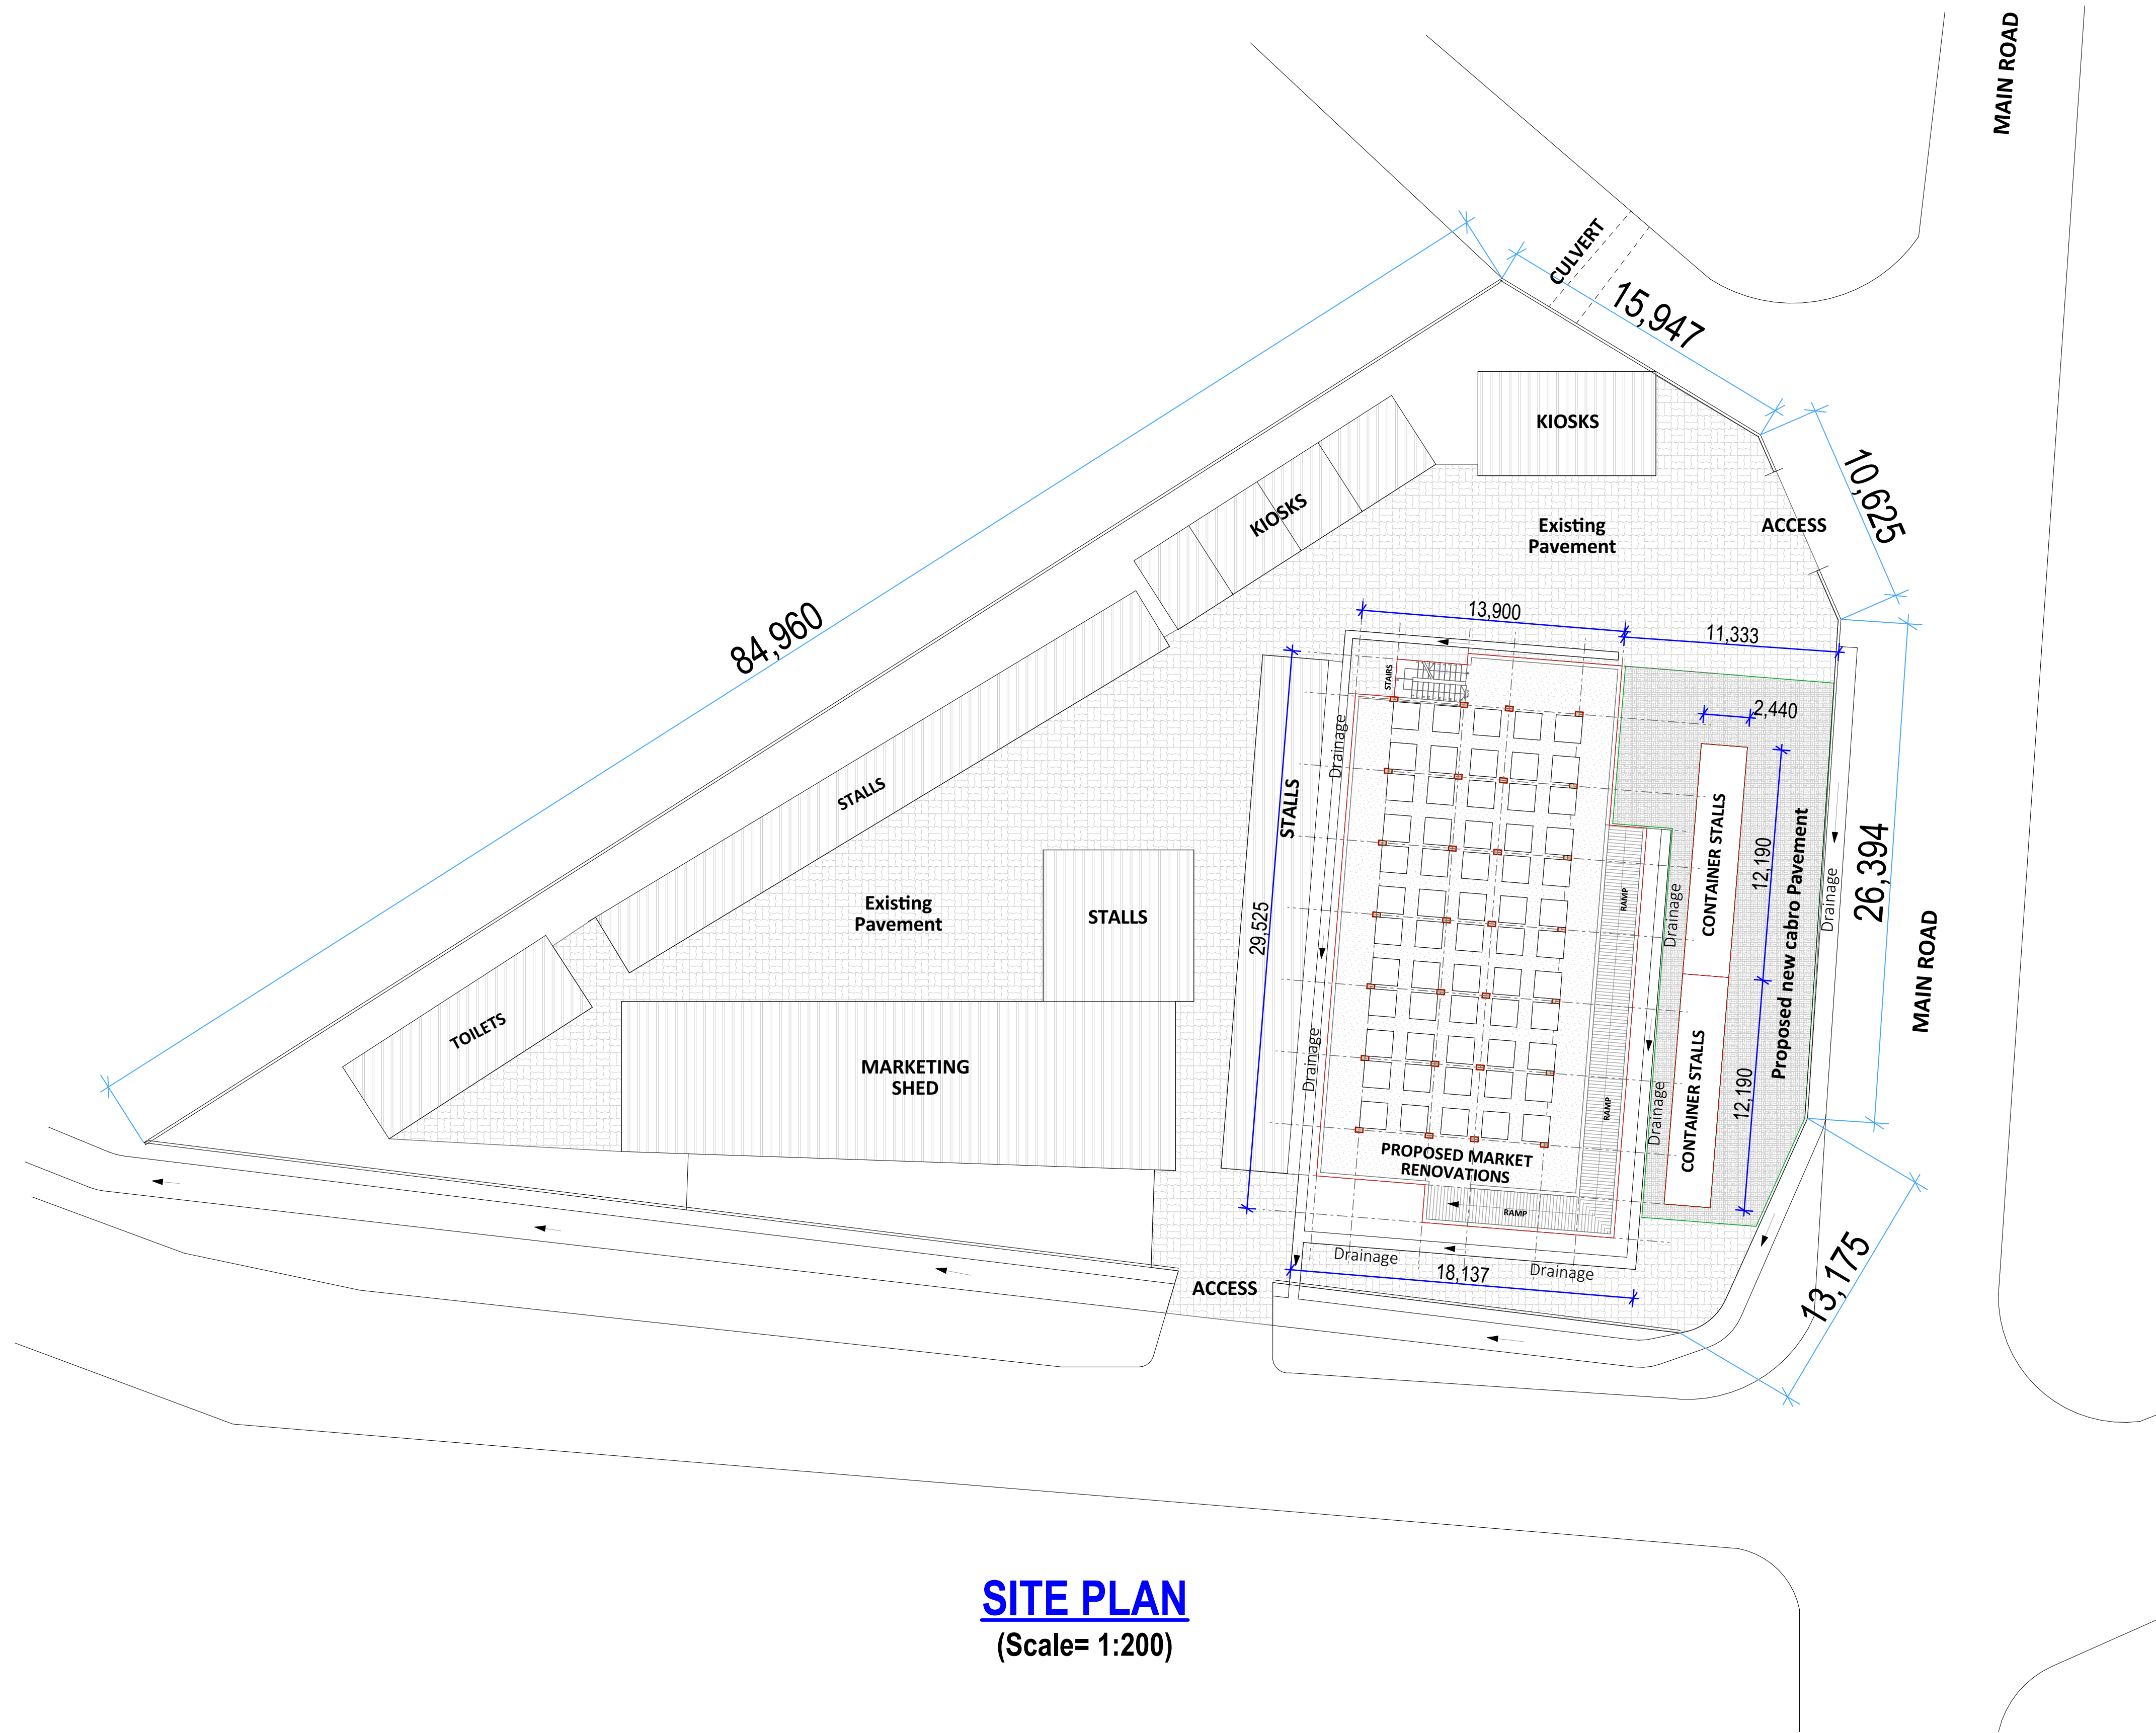 MAIN ROAD
CULVERT
15,947
KIOSKS
10,625
KIOSKS
Existing
Pavement
ACCESS
84,960
13,900
11,333
STAIRS
2,440
Drainage
STALLS
STALLS
CONTAINER STALLS
12,190
Proposed new cabro Pavement
Drainage
26,394
RAMP
Drainage
Existing
Pavement
STALLS
29,525
MAIN ROAD
TOILETS
MARKETING
SHED
Drainage
RAMP
Drainage
CONTAINER STALLS
12,190
PROPOSED MARKET
RENOVATIONS
RAMP
Drainage
Drainage
18,137
ACCESS
13,175
SITE PLAN
(Scale= 1:200)